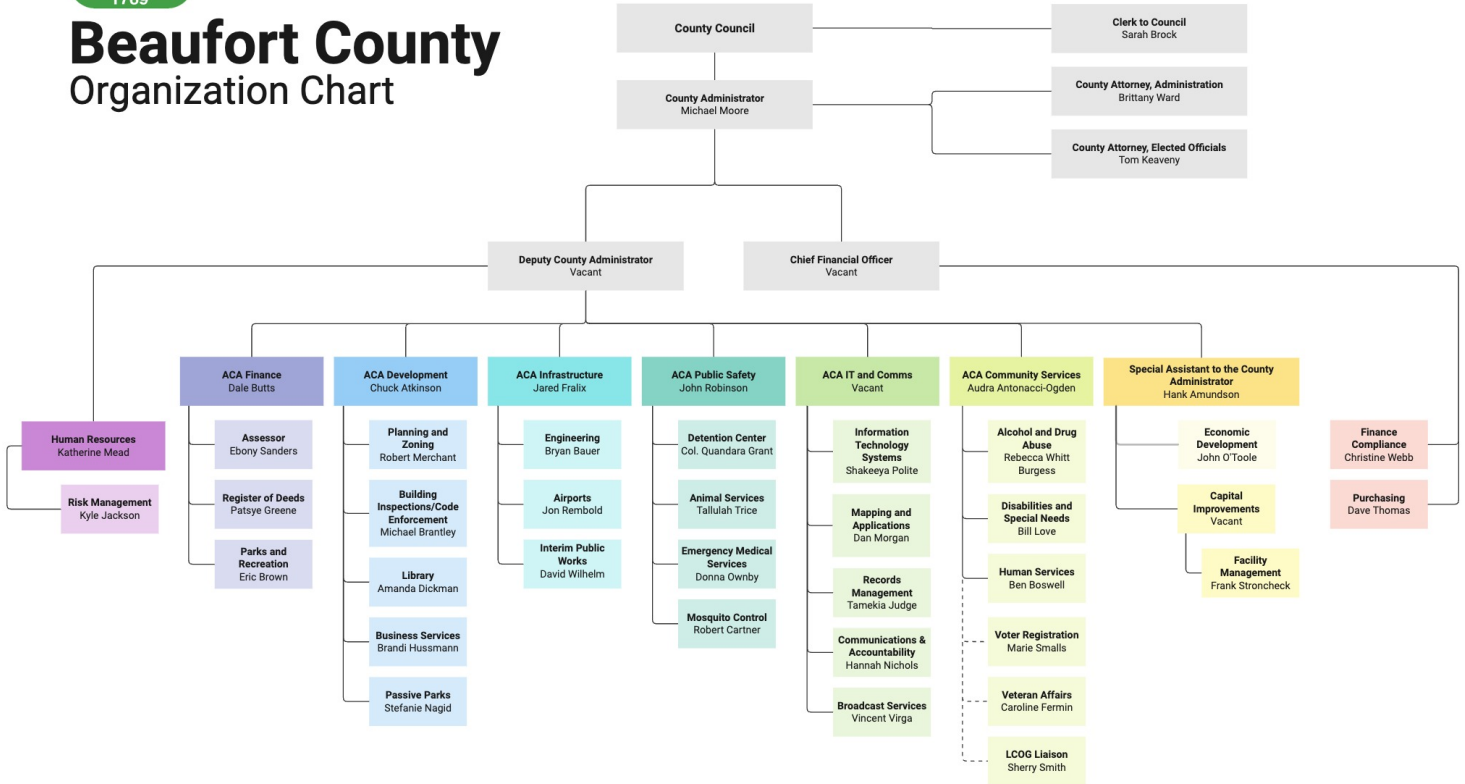 1769
Beaufort County
Organization Chart
County Council
Clerk to Council
Sarah Brock
County Administrator
Michael Moore
County Attorney, Administration
Brittany Ward
County Attorney, Elected Officials
Tom Keaveny
Deputy County Administrator
Vacant
Chief Financial Officer
Vacant
ACA Finance
Dale Butts
ACA Development
Chuck Atkinson
ACA Infrastructure
Jared Fralix
ACA Public Safety
John Robinson
ACA IT and Comms
Vacant
ACA Community Services
Audra Antonacci-Ogden
Special Assistant to the County
Administrator
Hank Amundson
Human Resources
Katherine Mead
Risk Management
Kyle Jackson
Assessor
Ebony Sanders
Register of Deeds
Patsye Greene
Parks and
Recreation
Eric Brown
Planning and
Zoning
Robert Merchant
Building
Inspections/Code
Enforcement
Michael Brantley
Library
Amanda Dickman
Business Services
Brandi Hussmann
Passive Parks
Stefanie Nagid
Engineering
Bryan Bauer
Airports
Jon Rembold
Interim Public
Works
David Wilhelm
Detention Center
Col. Quandara Grant
Animal Services
Tallulah Trice
Emergency Medical
Services
Donna Ownby
Mosquito Control
Robert Cartner
Information
Technology
Systems
Shakeeya Polite
Mapping and
Applications
Dan Morgan
Records
Management
Tamekia Judge
Communications &
Accountability
Hannah Nichols
Broadcast Services
Vincent Virga
Alcohol and Drug
Abuse
Rebecca Whitt
Burgess
Disabilities and
Special Needs
Bill Love
Human Services
Ben Boswell
Voter Registration
Marie Smalls
Veteran Affairs
Caroline Fermin
LCOG Liaison
Sherry Smith
Economic
Development
John O'Toole
Capital
Improvements
Vacant
Facility
Management
Frank Stroncheck
Finance
Compliance
Christine Webb
Purchasing
Dave Thomas